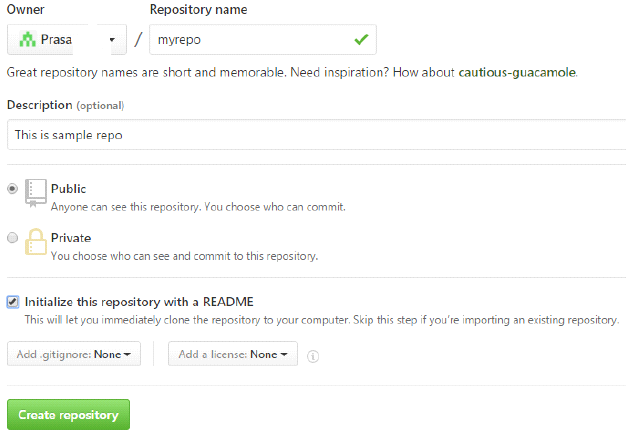 Owner Repository name
Prasa / myrepo
Great repository names are short and memorable. Need inspiration? How about cautious-guacamole.
Description (optional)
This is sample repo
Public
Anyone can see this repository. You choose who can commit.
Private
You choose who can see and commit to this repository.
Initialize this repository with a README
This will let you immediately clone the repository to your computer. Skip this step if you're importing an existing repository.
Add .gitignore: None Add a license: None
Create repository